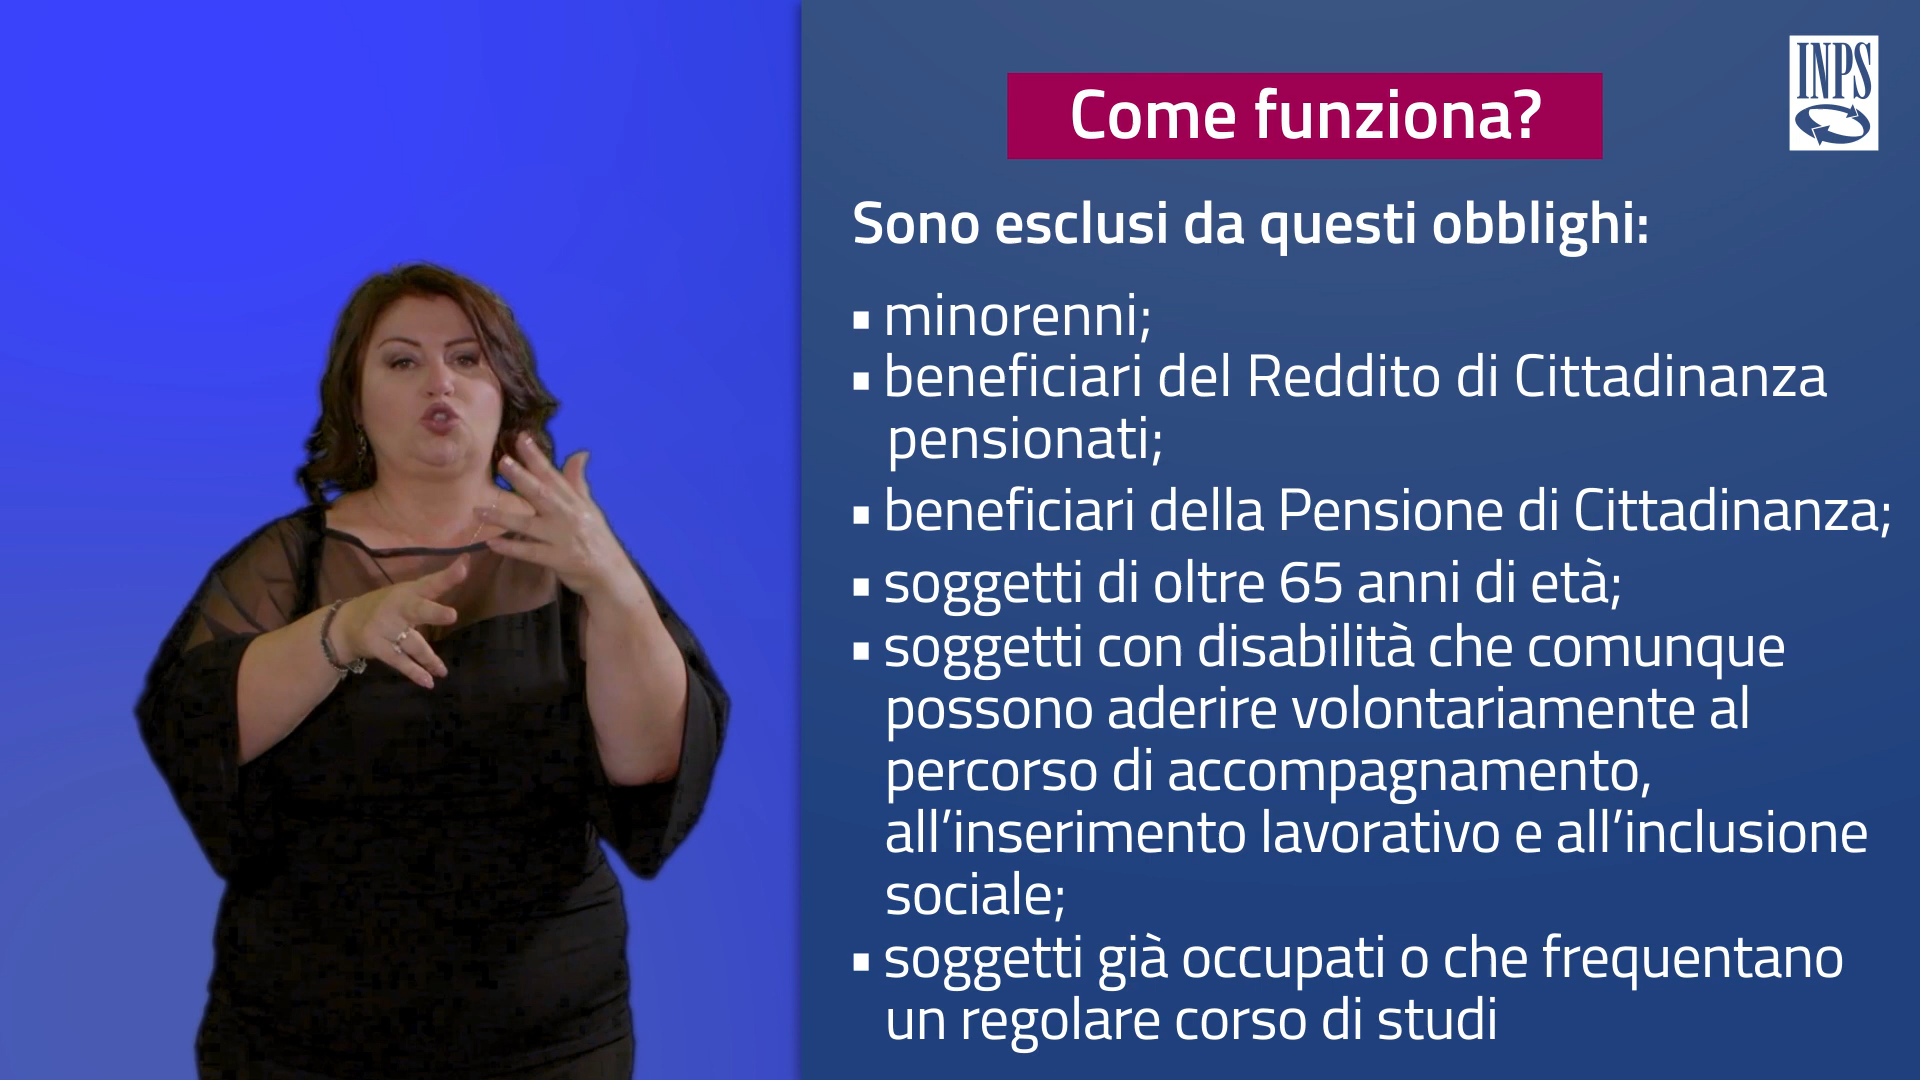 INPS
Come funziona?
Sono esclusi da questi obblighi:
▪ minorenni;
▪ beneficiari del Reddito di Cittadinanza
pensionati;
▪ beneficiari della Pensione di Cittadinanza;
▪ soggetti di oltre 65 anni di età;
▪ soggetti con disabilità che comunque
possono aderire volontariamente al
percorso di accompagnamento,
all’inserimento lavorativo e all’inclusione
sociale;
▪ soggetti già occupati o che frequentano
un regolare corso di studi